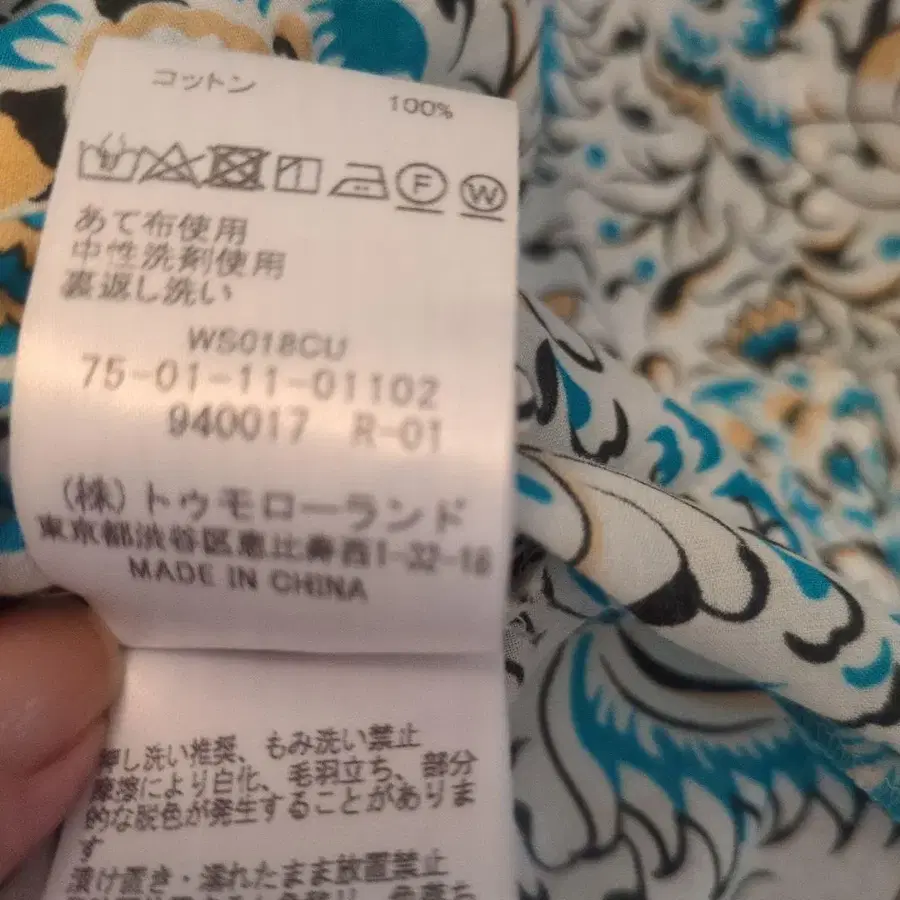 コットン
100%
F W
あて布使用
中性洗剤使用
裏返し洗い
WS018CU
75-01-11-01102
940017 R-01
(株)トゥモローランド
東京都渋谷区恵比寿西1-32-16
MADE IN CHINA
押し洗い推奨、もみ洗い禁止
摩擦により白化、毛羽立ち、部分
的な脱色が発生することがありま
す
漬け置き・濡れたまま放置禁止